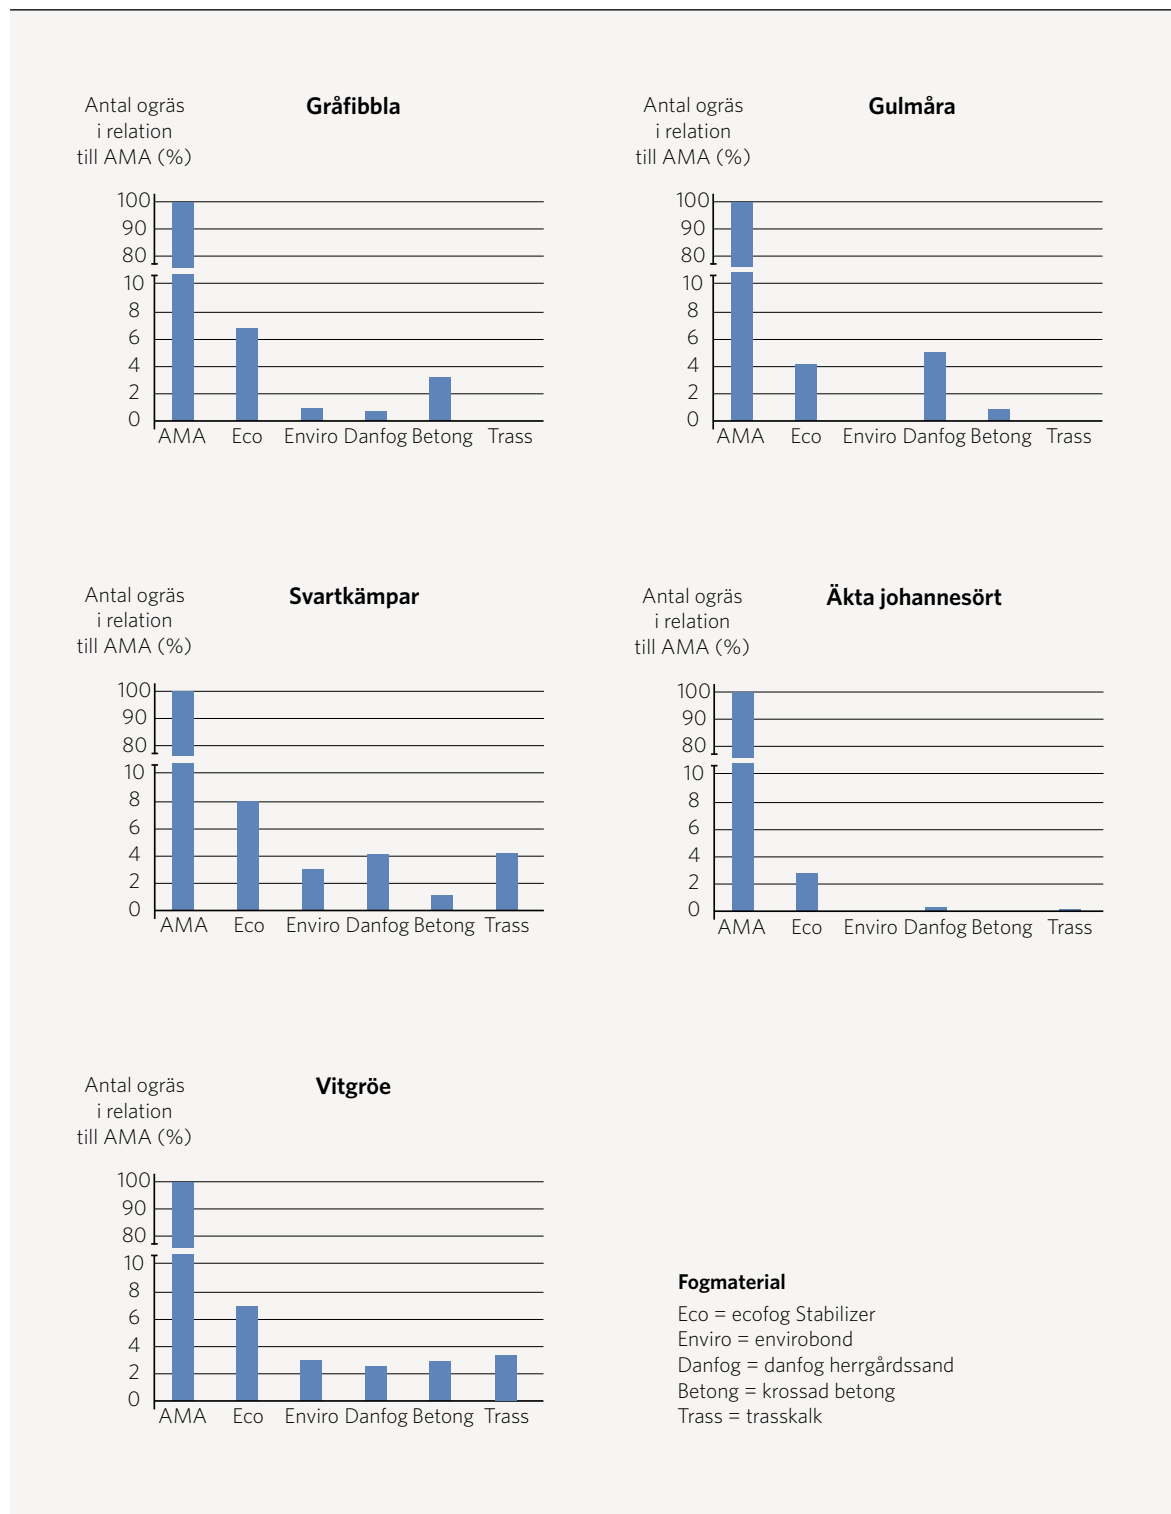 Antal ogräs
i relation
till AMA (%)
Gråfibbla
100
90
80
10
8
6
4
2
0
AMA Eco Enviro Danfog Betong Trass
Antal ogräs
i relation
till AMA (%)
Gulmåra
100
90
80
10
8
6
4
2
0
AMA Eco Enviro Danfog Betong Trass
Antal ogräs
i relation
till AMA (%)
Svartkämpar
100
90
80
10
8
6
4
2
0
AMA Eco Enviro Danfog Betong Trass
Antal ogräs
i relation
till AMA (%)
Äkta johannesört
100
90
80
10
8
6
4
2
0
AMA Eco Enviro Danfog Betong Trass
Antal ogräs
i relation
till AMA (%)
Vitgröe
100
90
80
10
8
6
4
2
0
AMA Eco Enviro Danfog Betong Trass
Fogmaterial
Eco = ecofog Stabilizer
Enviro = envirobond
Danfog = danfog herrgårdssand
Betong = krossad betong
Trass = trasskalk